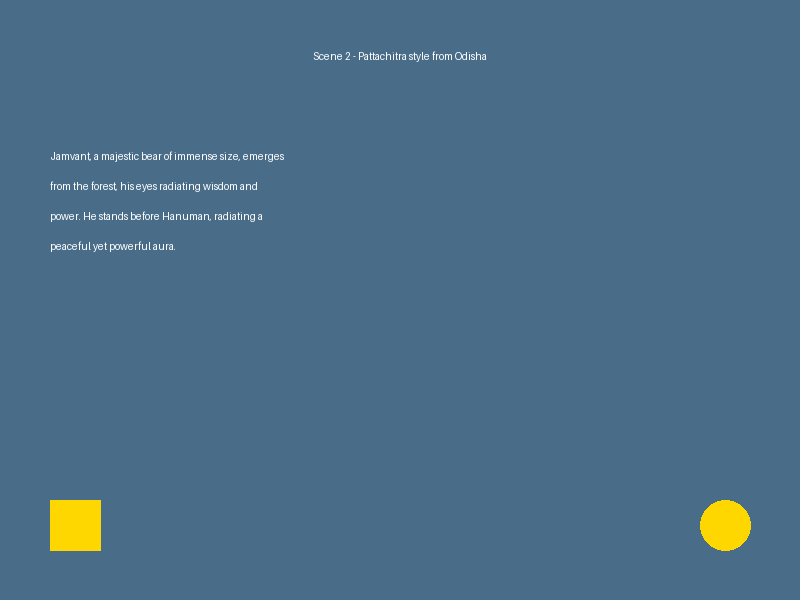 Scene 2 - Pattachitra style from Odisha
Jamvant, a majestic bear of immense size, emerges
from the forest, his eyes radiating wisdom and
power. He stands before Hanuman, radiating a
peaceful yet powerful aura.